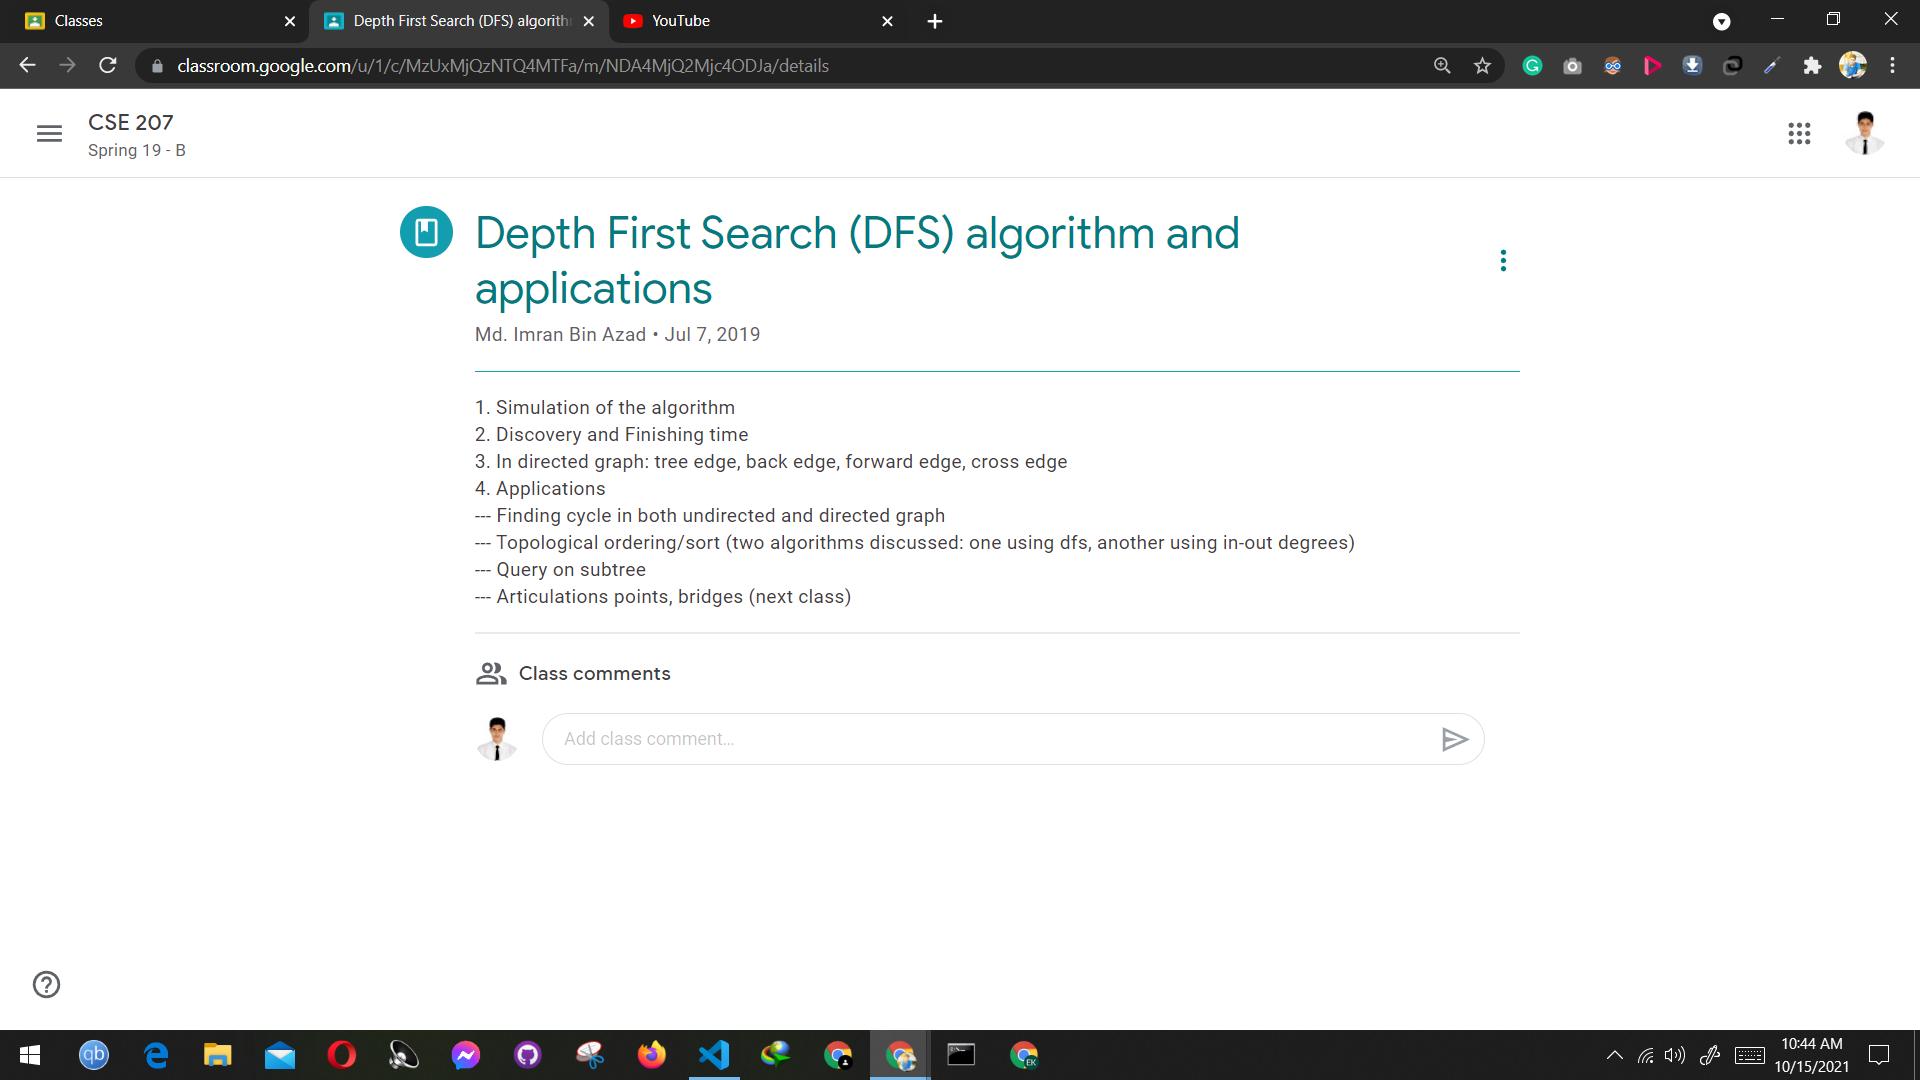 Classes
Depth First Search (DFS) algorith
YouTube
classroom.google.com/u/1/c/MzUxMjQzNTQ4MTFa/m/NDA4MjQ2Mjc4ODJa/details
CSE 207
Spring 19 - B
Depth First Search (DFS) algorithm and
applications
Md. Imran Bin Azad • Jul 7, 2019
1. Simulation of the algorithm
2. Discovery and Finishing time
3. In directed graph: tree edge, back edge, forward edge, cross edge
4. Applications
--- Finding cycle in both undirected and directed graph
--- Topological ordering/sort (two algorithms discussed: one using dfs, another using in-out degrees)
--- Query on subtree
--- Articulations points, bridges (next class)
Class comments
Add class comment...
qb
EK
10:44 AM
10/15/2021